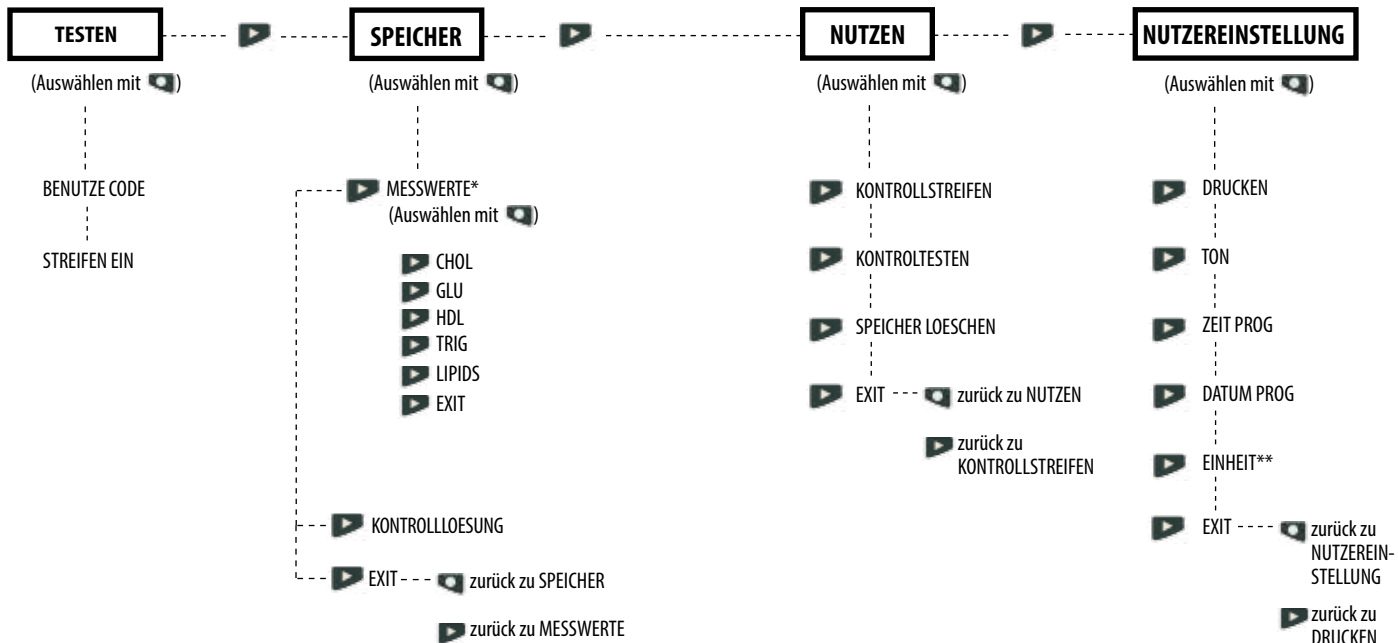 TESTEN
SPEICHER
NUTZEN
NUTZEREINSTELLUNG
(Auswählen mit )
(Auswählen mit )
(Auswählen mit )
(Auswählen mit )
BENUTZE CODE
STREIFEN EIN
MESSWERTE*
(Auswählen mit )
CHOL
GLU
HDL
TRIG
LIPIDS
EXIT
KONTROLLLOESUNG
EXIT
zurück zu SPEICHER
zurück zu MESSWERTE
KONTROLLSTREIFEN
KONTROLTESTEN
SPEICHER LOESCHEN
EXIT
zurück zu NUTZEN
zurück zu
KONTROLLSTREIFEN
DRUCKEN
TON
ZEIT PROG
DATUM PROG
EINHEIT**
EXIT
zurück zu
NUTZEREIN-
STELLUNG
zurück zu
DRUCKEN